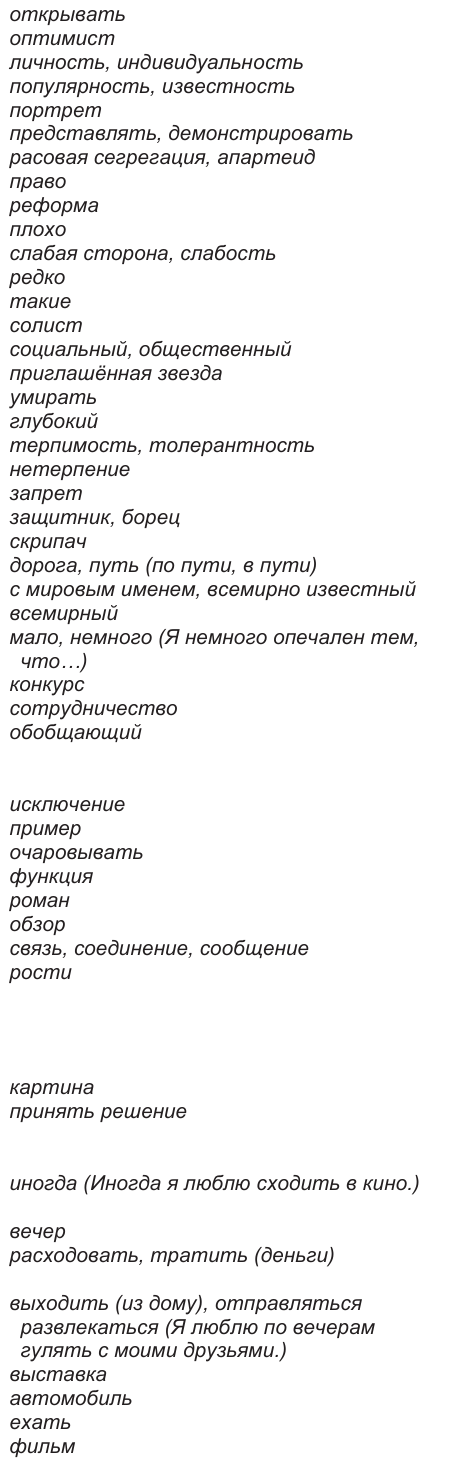 открывать
оптимист
личность, индивидуальность
популярность, известность
портрет
представлять, демонстрировать
расовая сегрегация, апартеид
право
реформа
плохо
слабая сторона, слабость
редко
такие
солист
социальный, общественный
приглашённая звезда
умирать
глубокий
терпимость, толерантность
нетерпение
запрет
защитник, борец
скрипач
дорога, путь (по пути, в пути)
с мировым именем, всемирно известный
всемирный
мало, немного (Я немного опечален тем,
что…)
конкурс
сотрудничество
обобщающий
исключение
пример
очаровывать
функция
роман
обзор
связь, соединение, сообщение
рости
картина
принять решение
иногда (Иногда я люблю сходить в кино.)
вечер
расходовать, тратить (деньги)
выходить (из дому), отправляться
развлекаться (Я люблю по вечерам
гулять с моими друзьями.)
выставка
автомобиль
ехать
фильм